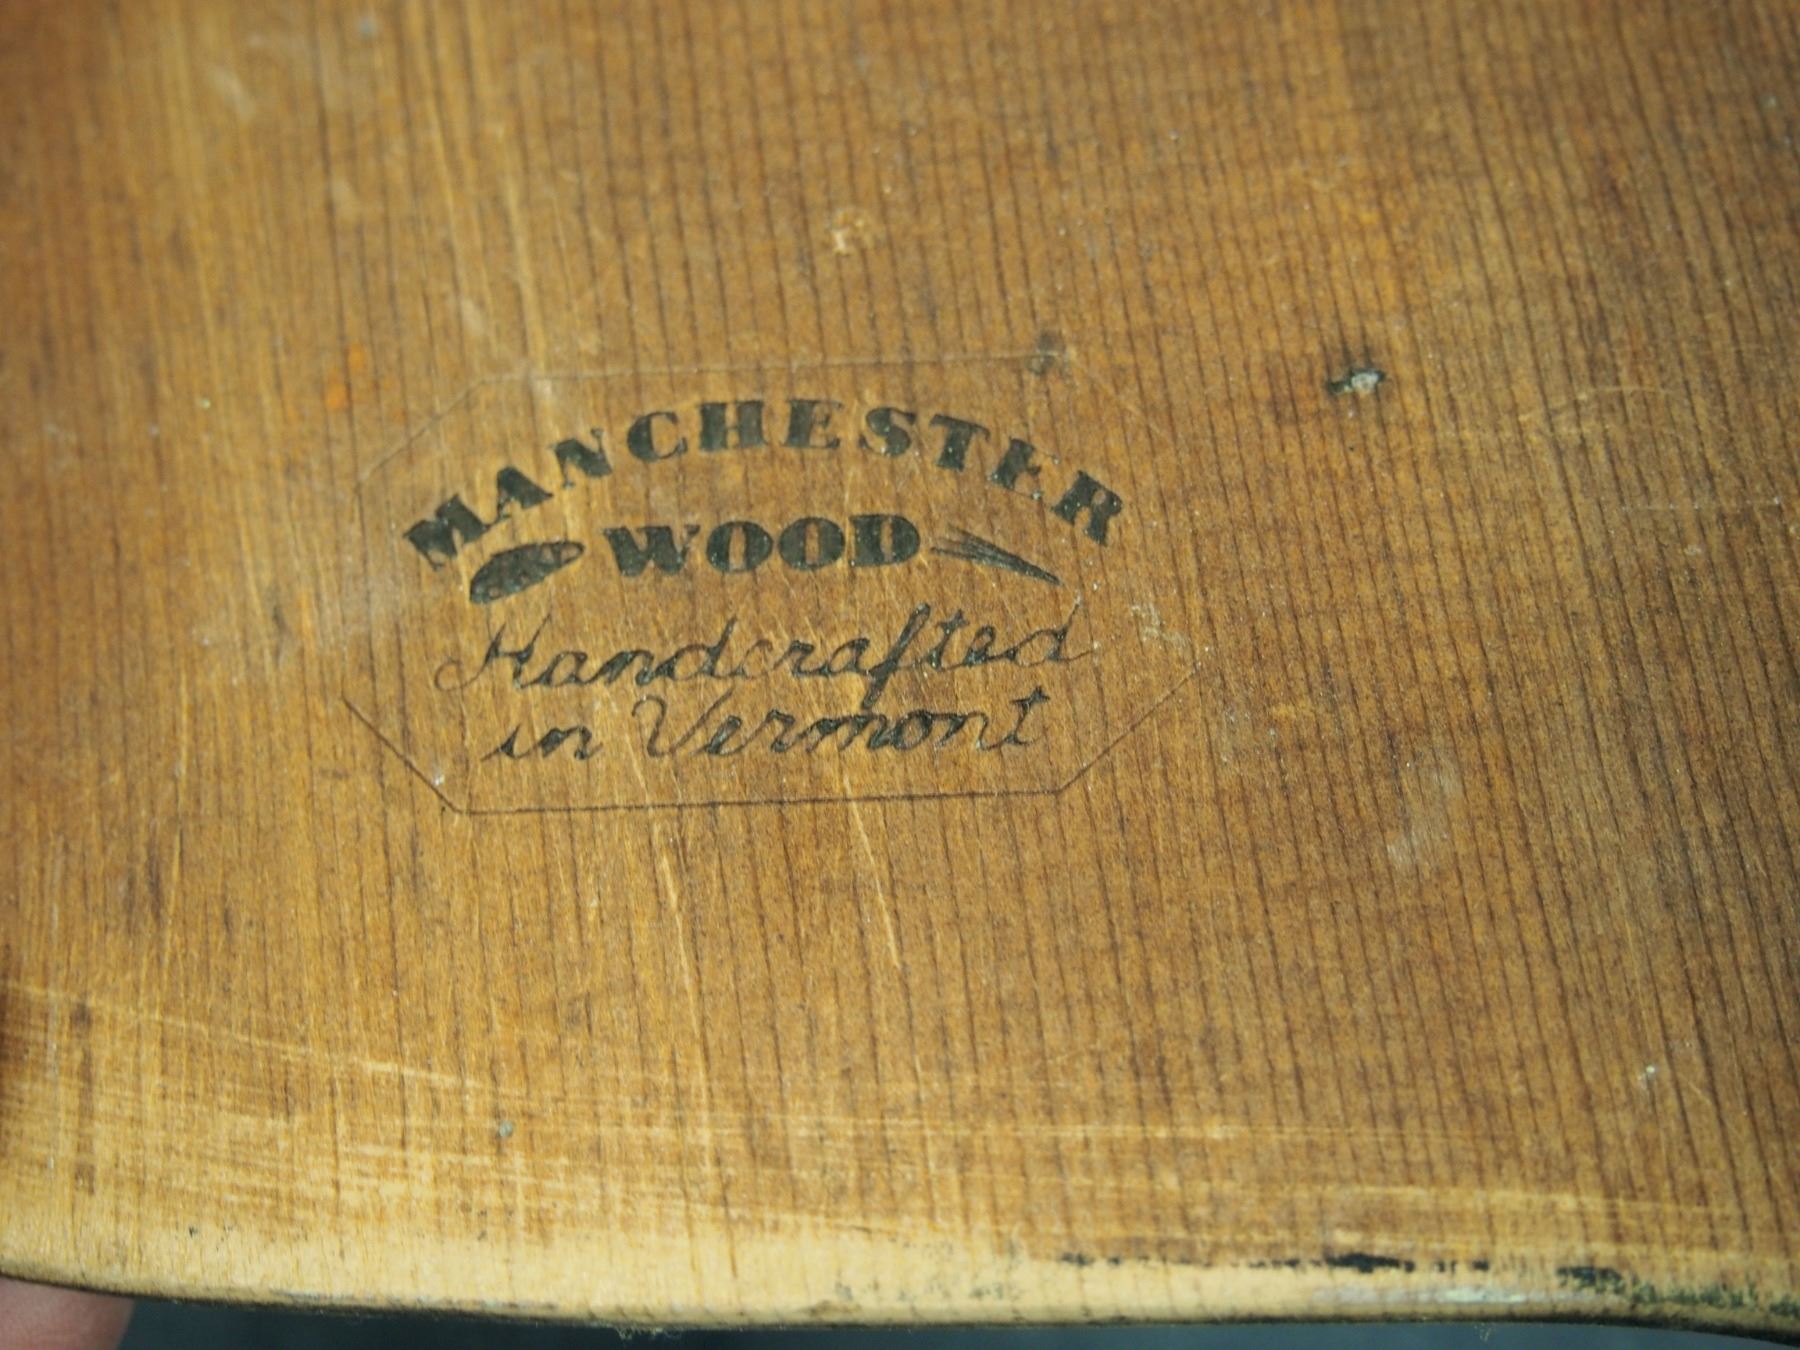 MANCHESTER
WOOD
Handcrafted
in Vermont